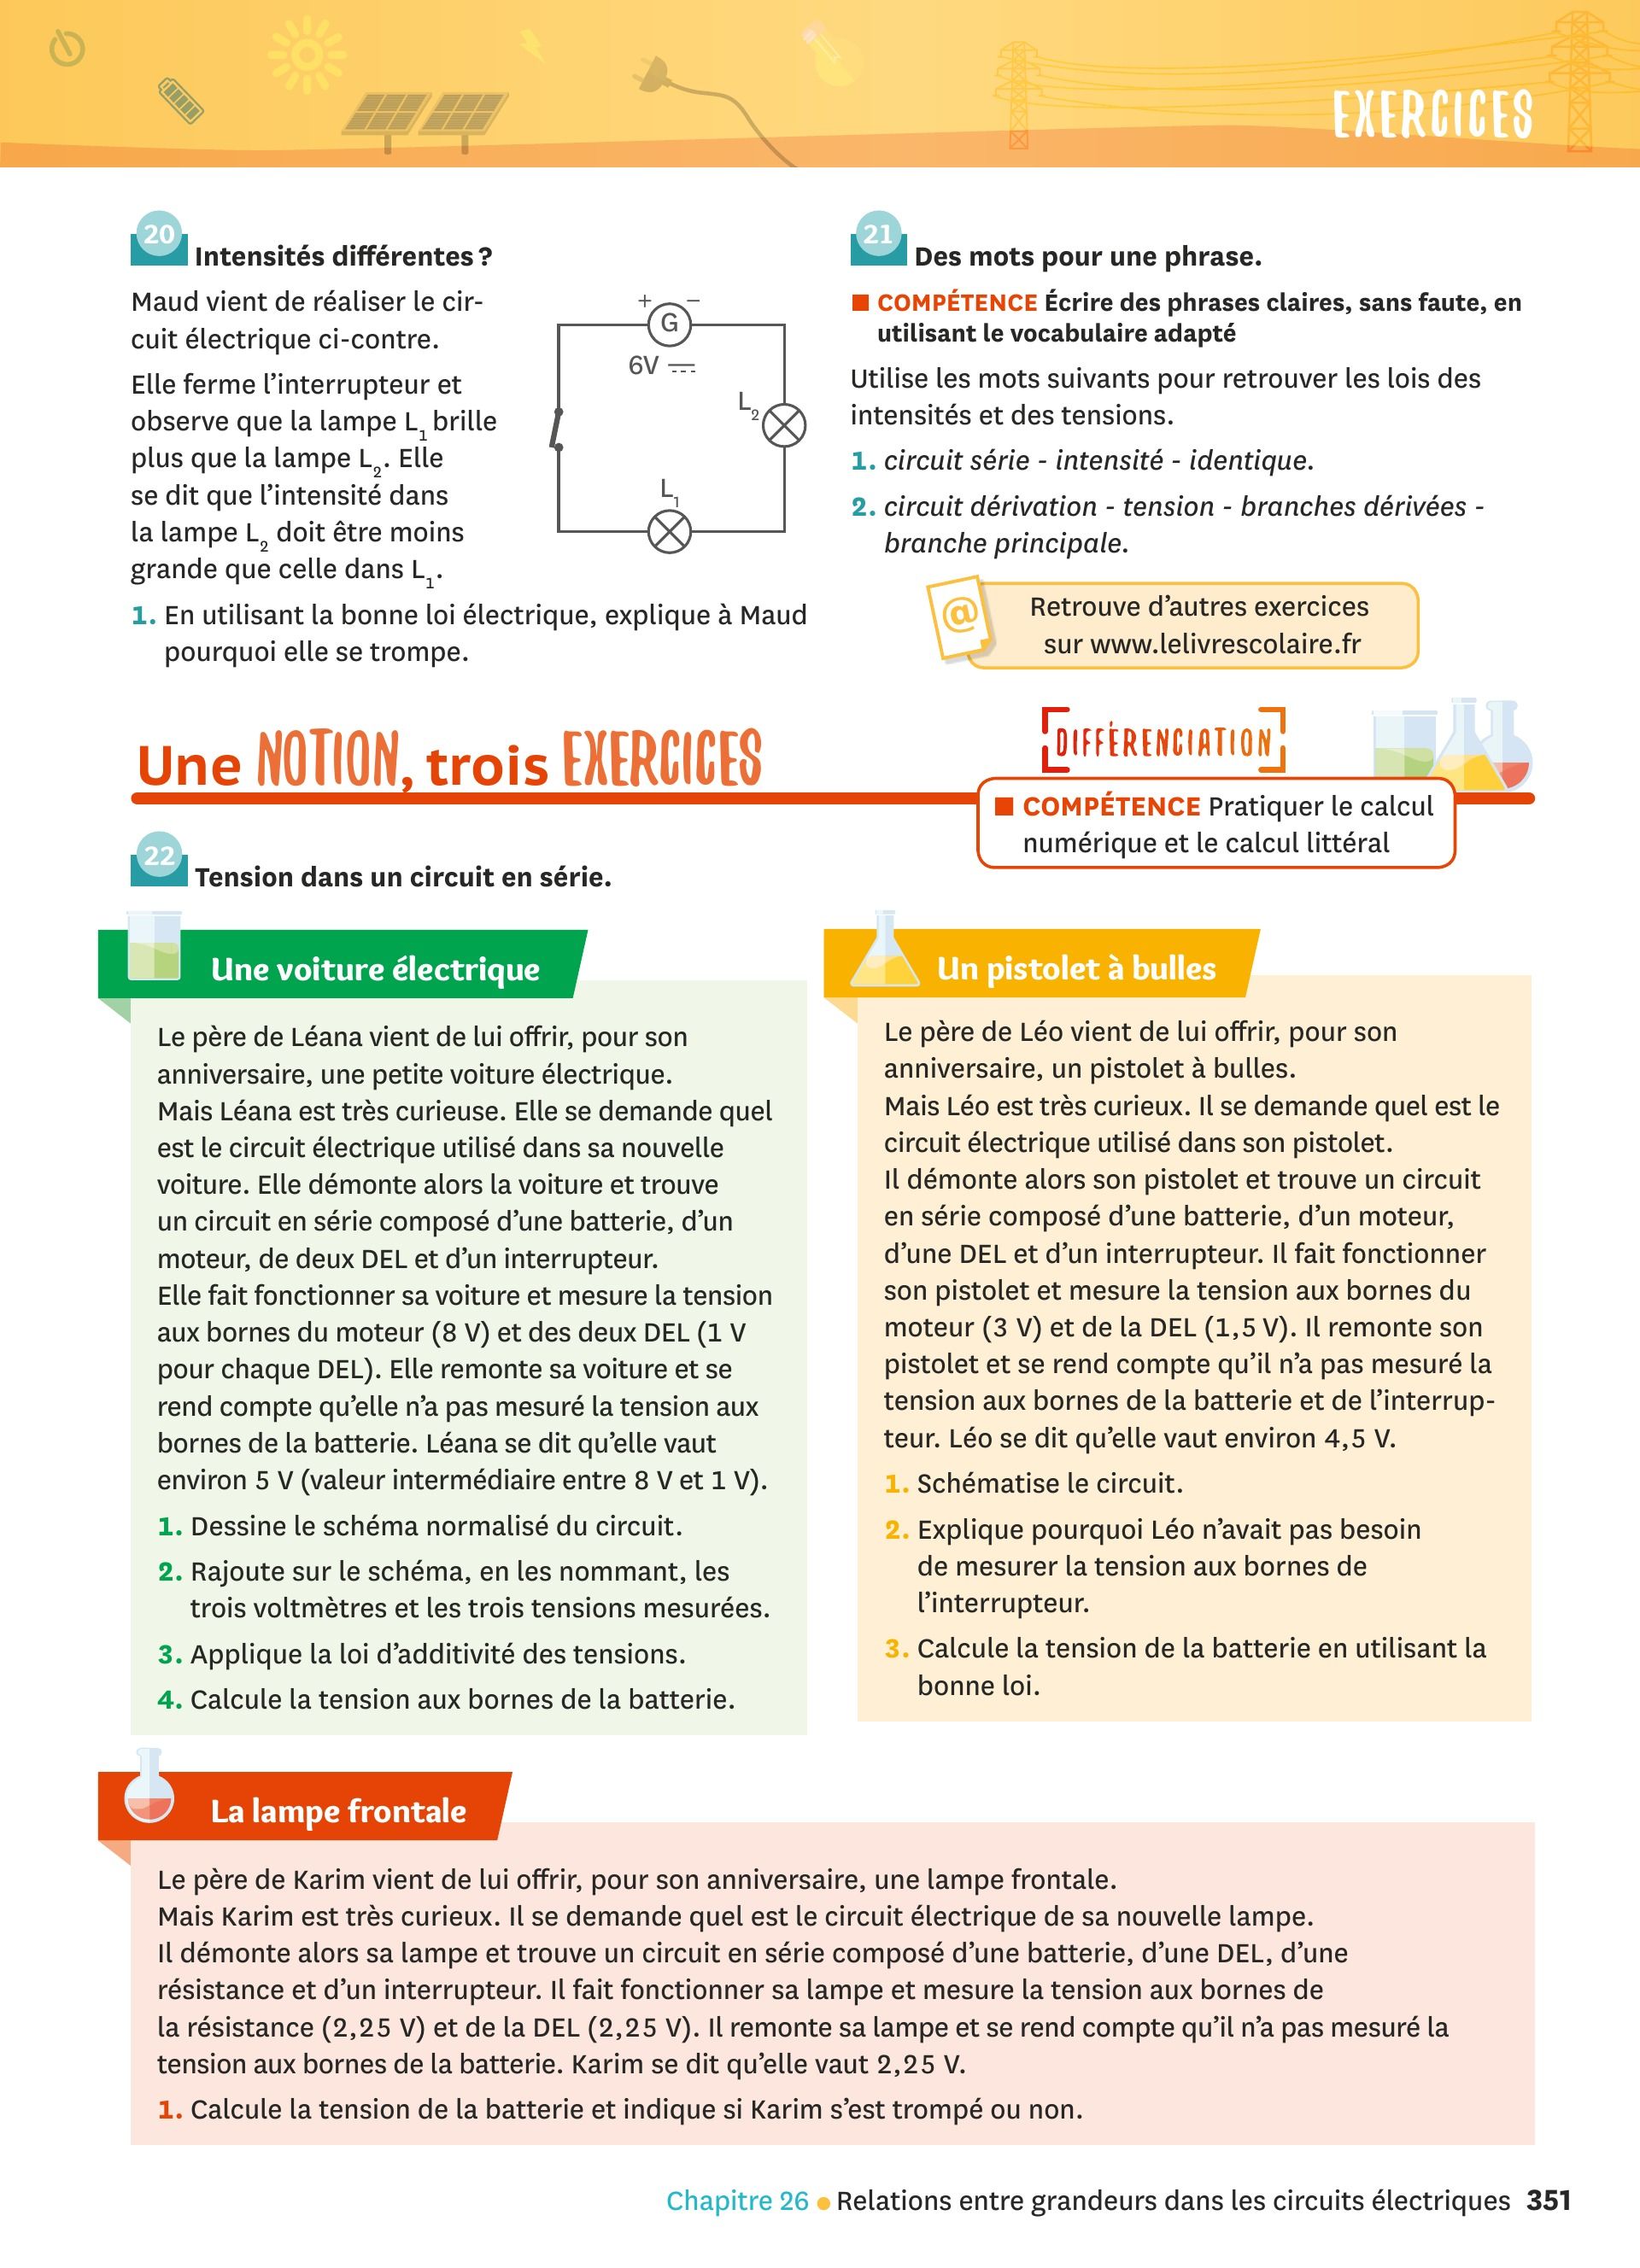 EXERCICES
20 Intensités différentes ?
Maud vient de réaliser le cir-
cuit électrique ci-contre.
Elle ferme l'interrupteur et
observe que la lampe L₁ brille
plus que la lampe L₂. Elle
se dit que l'intensité dans
la lampe L₂ doit être moins
grande que celle dans L₁.
+ −
G
6V
L₂
L₁
1. En utilisant la bonne loi électrique, explique à Maud
pourquoi elle se trompe.
21 Des mots pour une phrase.
COMPÉTENCE Écrire des phrases claires, sans faute, en
utilisant le vocabulaire adapté
Utilise les mots suivants pour retrouver les lois des
intensités et des tensions.
1. circuit série - intensité - identique.
2. circuit dérivation - tension - branches dérivées -
branche principale.
@
Retrouve d'autres exercices
sur www.lelivrescolaire.fr
Une NOTION, trois EXERCICES
DIFFÉRENCIATION
COMPÉTENCE Pratiquer le calcul
numérique et le calcul littéral
22 Tension dans un circuit en série.
Une voiture électrique
Le père de Léana vient de lui offrir, pour son
anniversaire, une petite voiture électrique.
Mais Léana est très curieuse. Elle se demande quel
est le circuit électrique utilisé dans sa nouvelle
voiture. Elle démonte alors la voiture et trouve
un circuit en série composé d'une batterie, d'un
moteur, de deux DEL et d'un interrupteur.
Elle fait fonctionner sa voiture et mesure la tension
aux bornes du moteur (8 V) et des deux DEL (1 V
pour chaque DEL). Elle remonte sa voiture et se
rend compte qu'elle n'a pas mesuré la tension aux
bornes de la batterie. Léana se dit qu'elle vaut
environ 5 V (valeur intermédiaire entre 8 V et 1 V).
1. Dessine le schéma normalisé du circuit.
2. Rajoute sur le schéma, en les nommant, les
trois voltmètres et les trois tensions mesurées.
3. Applique la loi d'additivité des tensions.
4. Calcule la tension aux bornes de la batterie.
Un pistolet à bulles
Le père de Léo vient de lui offrir, pour son
anniversaire, un pistolet à bulles.
Mais Léo est très curieux. Il se demande quel est le
circuit électrique utilisé dans son pistolet.
Il démonte alors son pistolet et trouve un circuit
en série composé d'une batterie, d'un moteur,
d'une DEL et d'un interrupteur. Il fait fonctionner
son pistolet et mesure la tension aux bornes du
moteur (3 V) et de la DEL (1,5 V). Il remonte son
pistolet et se rend compte qu'il n'a pas mesuré la
tension aux bornes de la batterie et de l'interrup-
teur. Léo se dit qu'elle vaut environ 4,5 V.
1. Schématise le circuit.
2. Explique pourquoi Léo n'avait pas besoin
de mesurer la tension aux bornes de
l'interrupteur.
3. Calcule la tension de la batterie en utilisant la
bonne loi.
La lampe frontale
Le père de Karim vient de lui offrir, pour son anniversaire, une lampe frontale.
Mais Karim est très curieux. Il se demande quel est le circuit électrique de sa nouvelle lampe.
Il démonte alors sa lampe et trouve un circuit en série composé d'une batterie, d'une DEL, d'une
résistance et d'un interrupteur. Il fait fonctionner sa lampe et mesure la tension aux bornes de
la résistance (2,25 V) et de la DEL (2,25 V). Il remonte sa lampe et se rend compte qu'il n'a pas mesuré la
tension aux bornes de la batterie. Karim se dit qu'elle vaut 2,25 V.
1. Calcule la tension de la batterie et indique si Karim s'est trompé ou non.
Chapitre 26 • Relations entre grandeurs dans les circuits électriques 351